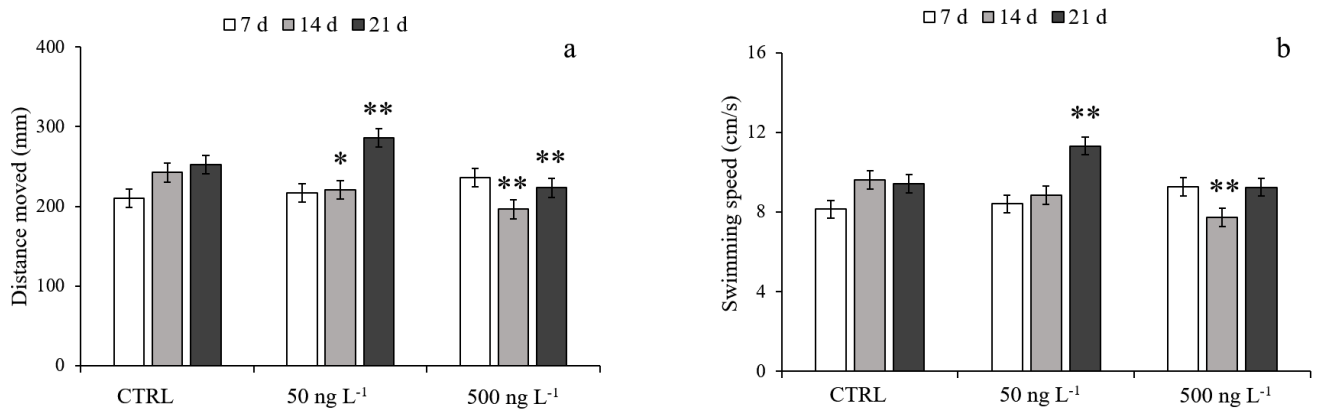 7 d 14 d 21 d
a
Distance moved (mm)
400
300
200
100
0
*
**
**
**
CTRL 50 ng L⁻¹ 500 ng L⁻¹
7 d 14 d 21 d
b
Swimming speed (cm/s)
16
12
8
4
0
**
**
CTRL 50 ng L⁻¹ 500 ng L⁻¹